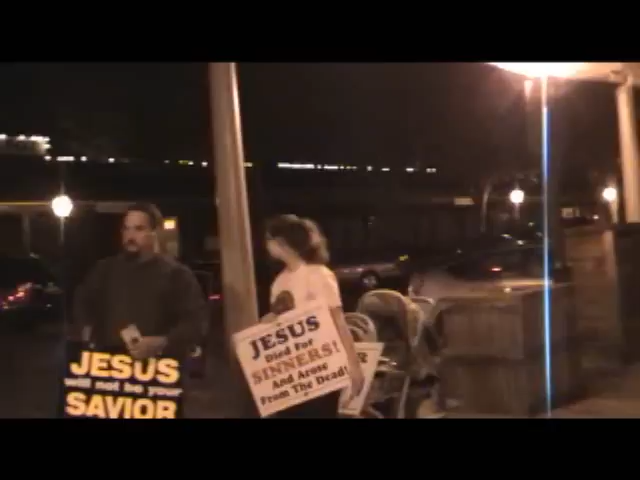 JESUS
will not be your
SAVIOR
JESUS
Died For
SINNERS!
And Arose
From The Dead!